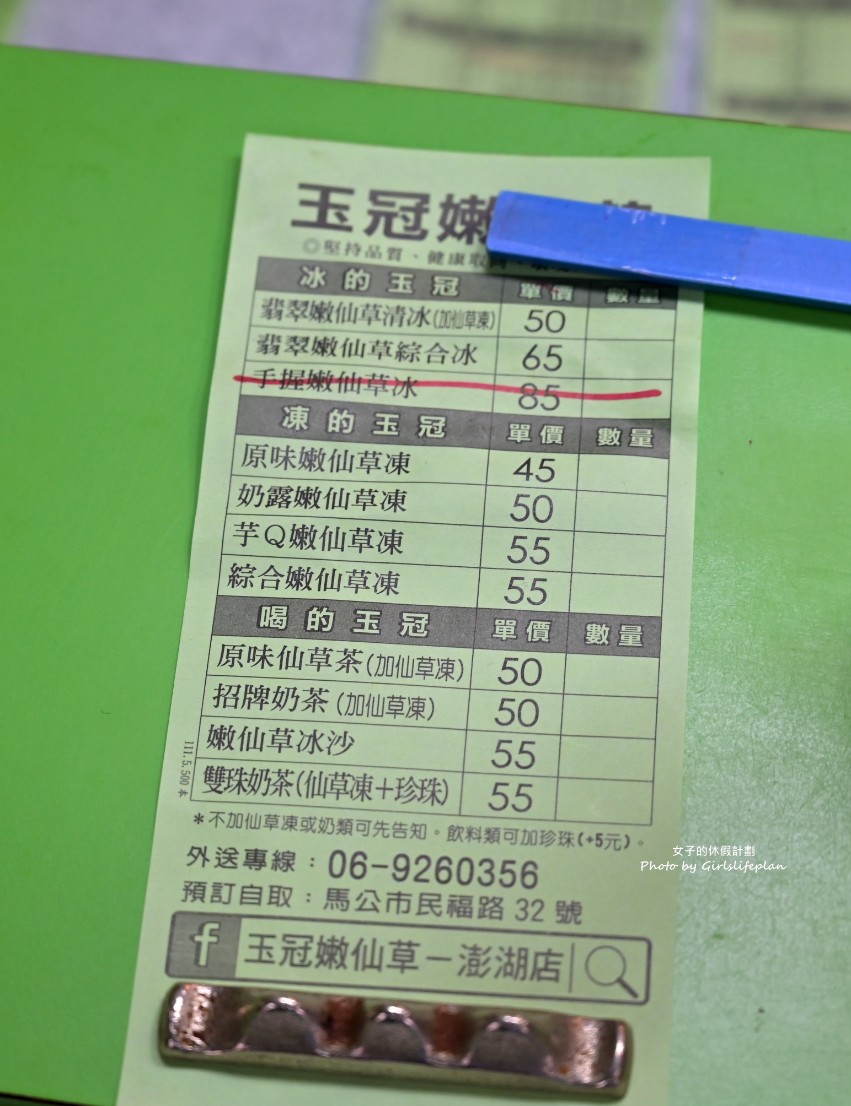 玉冠嫩
◎堅持品質、健康取
冰的玉冠 單價 數量
翡翠嫩仙草清冰(加仙草凍) 50
翡翠嫩仙草綜合冰 65
手握嫩仙草冰 85
凍的玉冠 單價 數量
原味嫩仙草凍 45
奶露嫩仙草凍 50
芋Q嫩仙草凍 55
綜合嫩仙草凍 55
喝的玉冠 單價 數量
原味仙草茶(加仙草凍) 50
招牌奶茶(加仙草凍) 50
嫩仙草冰沙 55
雙珠奶茶(仙草凍+珍珠) 55
111.5.500本
*不加仙草凍或奶類可先告知。飲料類可加珍珠(+5元)。
外送專線：06-9260356
預訂自取：馬公市民福路32號
f 玉冠嫩仙草－澎湖店
女子的休假計劃
Photo by Girlslifeplan